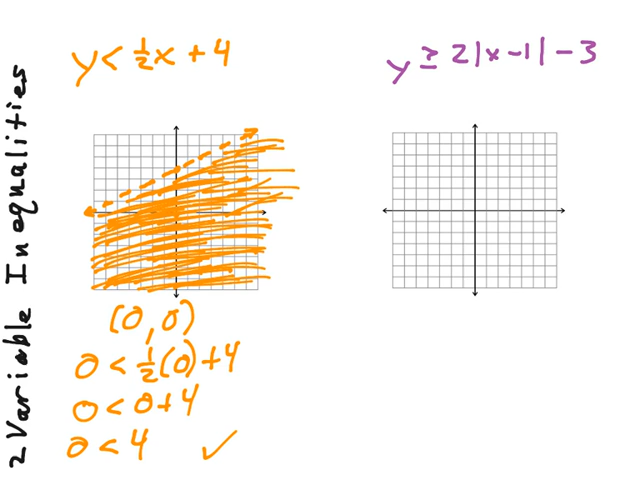 2 Variable Inequalities
y < 1/2 x + 4
y ≥ 2|x - 1| - 3
(0, 0)
0 < 1/2 (0) + 4
0 < 0 + 4
0 < 4 ✓